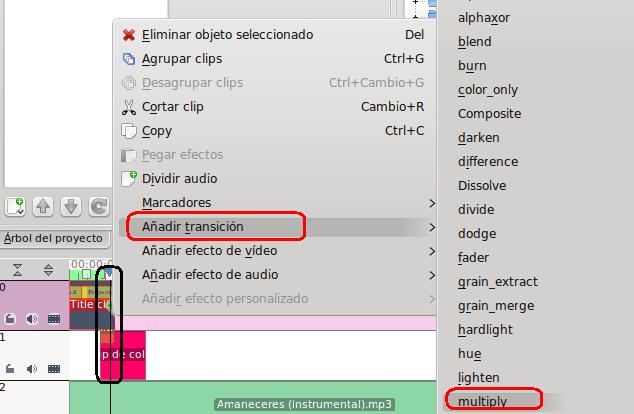 Eliminar objeto seleccionado Del
Agrupar clips Ctrl+G
Desagrupar clips Ctrl+Cambio+G
Cortar clip Cambio+R
Copy Ctrl+C
Pegar efectos
Dividir audio
Marcadores
Añadir transición
Añadir efecto de vídeo
Añadir efecto de audio
Añadir efecto personalizado
alphaxor
blend
burn
color_only
Composite
darken
difference
Dissolve
divide
dodge
fader
grain_extract
grain_merge
hardlight
hue
lighten
multiply
Árbol del proyecto
00:00:0
0
Title cl
1
p de col
2
Amaneceres (instrumental).mp3